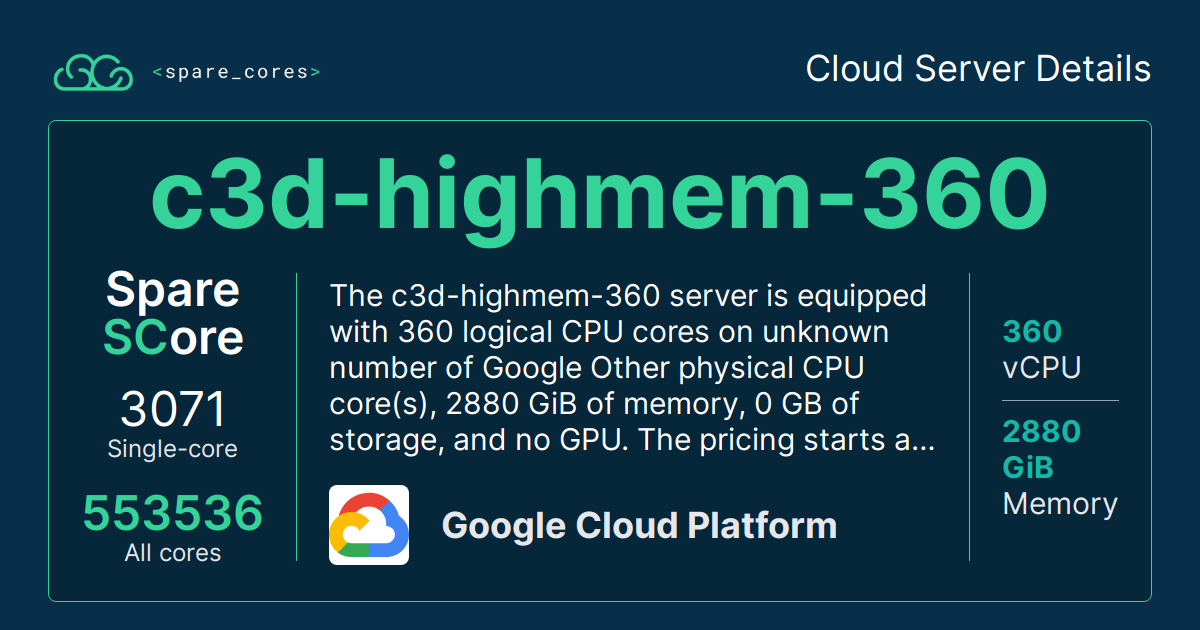 <spare_cores>
Cloud Server Details
c3d-highmem-360
Spare
SCore
3071
Single-core
553536
All cores
The c3d-highmem-360 server is equipped
with 360 logical CPU cores on unknown
number of Google Other physical CPU
core(s), 2880 GiB of memory, 0 GB of
storage, and no GPU. The pricing starts a...
Google Cloud Platform
360
vCPU
2880
GiB
Memory